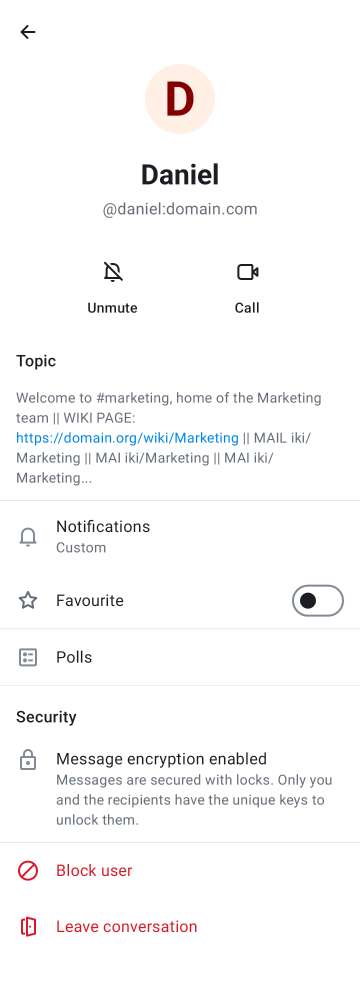 D
Daniel
@daniel:domain.com
Unmute
Call
Topic
Welcome to #marketing, home of the Marketing
team || WIKI PAGE:
https://domain.org/wiki/Marketing || MAIL iki/
Marketing || MAI iki/Marketing || MAI iki/
Marketing...
Notifications
Custom
Favourite
Polls
Security
Message encryption enabled
Messages are secured with locks. Only you
and the recipients have the unique keys to
unlock them.
Block user
Leave conversation